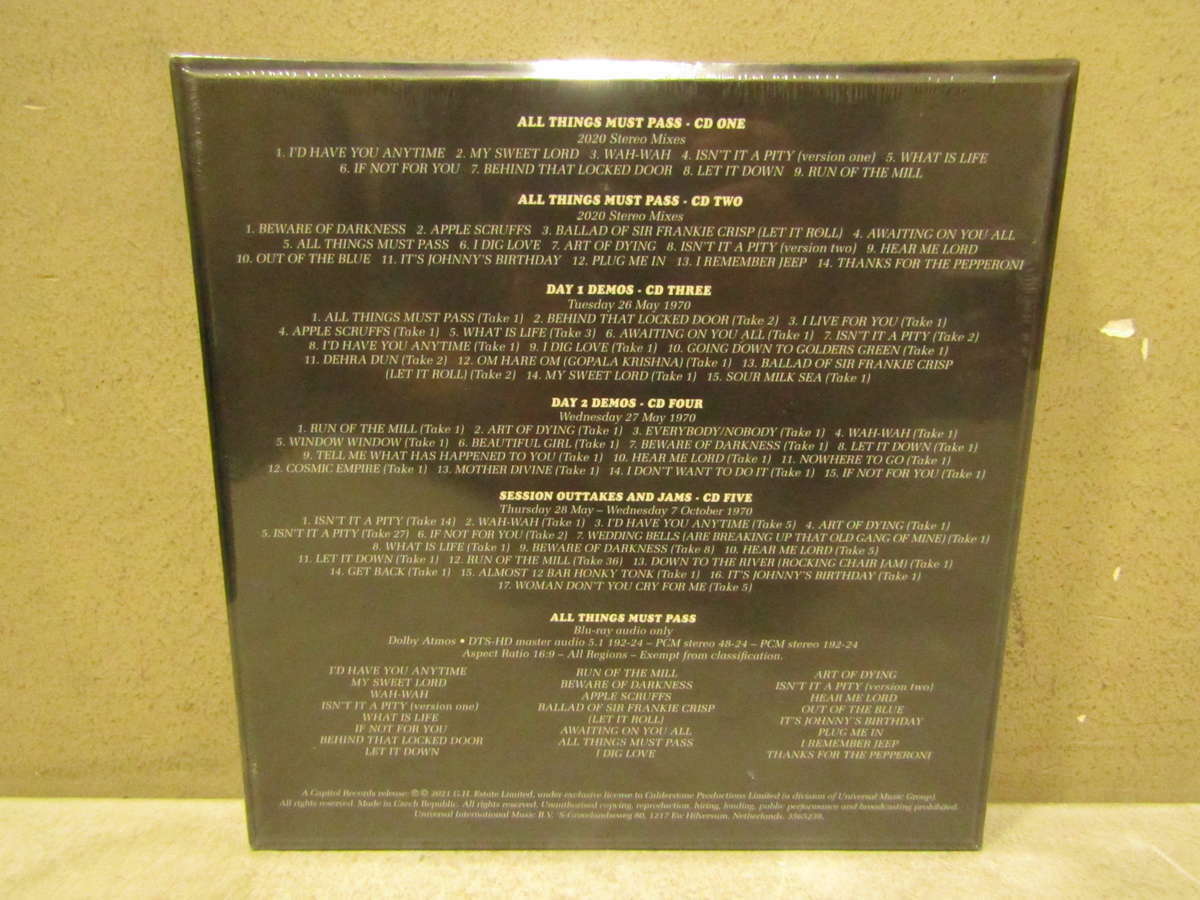 ALL THINGS MUST PASS - CD ONE
2020 Stereo Mixes
1. I'D HAVE YOU ANYTIME 2. MY SWEET LORD 3. WAH-WAH 4. ISN'T IT A PITY (version one) 5. WHAT IS LIFE
6. IF NOT FOR YOU 7. BEHIND THAT LOCKED DOOR 8. LET IT DOWN 9. RUN OF THE MILL
ALL THINGS MUST PASS - CD TWO
2020 Stereo Mixes
1. BEWARE OF DARKNESS 2. APPLE SCRUFFS 3. BALLAD OF SIR FRANKIE CRISP (LET IT ROLL) 4. AWAITING ON YOU ALL
5. ALL THINGS MUST PASS 6. I DIG LOVE 7. ART OF DYING 8. ISN'T IT A PITY (version two) 9. HEAR ME LORD
10. OUT OF THE BLUE 11. IT'S JOHNNY'S BIRTHDAY 12. PLUG ME IN 13. I REMEMBER JEEP 14. THANKS FOR THE PEPPERONI
DAY 1 DEMOS - CD THREE
Tuesday 26 May 1970
1. ALL THINGS MUST PASS (Take 1) 2. BEHIND THAT LOCKED DOOR (Take 2) 3. I LIVE FOR YOU (Take 1)
4. APPLE SCRUFFS (Take 1) 5. WHAT IS LIFE (Take 3) 6. AWAITING ON YOU ALL (Take 1) 7. ISN'T IT A PITY (Take 2)
8. I'D HAVE YOU ANYTIME (Take 1) 9. I DIG LOVE (Take 1) 10. GOING DOWN TO GOLDERS GREEN (Take 1)
11. DEHRA DUN (Take 2) 12. OM HARE OM (GOPALA KRISHNA) (Take 1) 13. BALLAD OF SIR FRANKIE CRISP
(LET IT ROLL) (Take 2) 14. MY SWEET LORD (Take 1) 15. SOUR MILK SEA (Take 1)
DAY 2 DEMOS - CD FOUR
Wednesday 27 May 1970
1. RUN OF THE MILL (Take 1) 2. ART OF DYING (Take 1) 3. EVERYBODY/NOBODY (Take 1) 4. WAH-WAH (Take 1)
5. WINDOW WINDOW (Take 1) 6. BEAUTIFUL GIRL (Take 1) 7. BEWARE OF DARKNESS (Take 1) 8. LET IT DOWN (Take 1)
9. TELL ME WHAT HAS HAPPENED TO YOU (Take 1) 10. HEAR ME LORD (Take 1) 11. NOWHERE TO GO (Take 1)
12. COSMIC EMPIRE (Take 1) 13. MOTHER DIVINE (Take 1) 14. I DON'T WANT TO DO IT (Take 1) 15. IF NOT FOR YOU (Take 1)
SESSION OUTTAKES AND JAMS - CD FIVE
Thursday 28 May – Wednesday 7 October 1970
1. ISN'T IT A PITY (Take 14) 2. WAH-WAH (Take 1) 3. I'D HAVE YOU ANYTIME (Take 5) 4. ART OF DYING (Take 1)
5. ISN'T IT A PITY (Take 27) 6. IF NOT FOR YOU (Take 2) 7. WEDDING BELLS (ARE BREAKING UP THAT OLD GANG OF MINE) (Take 1)
8. WHAT IS LIFE (Take 1) 9. BEWARE OF DARKNESS (Take 8) 10. HEAR ME LORD (Take 5)
11. LET IT DOWN (Take 1) 12. RUN OF THE MILL (Take 36) 13. DOWN TO THE RIVER (ROCKING CHAIR JAM) (Take 1)
14. GET BACK (Take 1) 15. ALMOST 12 BAR HONKY TONK (Take 1) 16. IT'S JOHNNY'S BIRTHDAY (Take 1)
17. WOMAN DON'T YOU CRY FOR ME (Take 5)
ALL THINGS MUST PASS
Blu-ray audio only
Dolby Atmos • DTS-HD master audio 5.1 192-24 – PCM stereo 48-24 – PCM stereo 192-24
Aspect Ratio 16:9 – All Regions – Exempt from classification.
I'D HAVE YOU ANYTIME
MY SWEET LORD
WAH-WAH
ISN'T IT A PITY (version one)
WHAT IS LIFE
IF NOT FOR YOU
BEHIND THAT LOCKED DOOR
LET IT DOWN
RUN OF THE MILL
BEWARE OF DARKNESS
APPLE SCRUFFS
BALLAD OF SIR FRANKIE CRISP
(LET IT ROLL)
AWAITING ON YOU ALL
ALL THINGS MUST PASS
I DIG LOVE
ART OF DYING
ISN'T IT A PITY (version two)
HEAR ME LORD
OUT OF THE BLUE
IT'S JOHNNY'S BIRTHDAY
PLUG ME IN
I REMEMBER JEEP
THANKS FOR THE PEPPERONI
A Capitol Records release: ℗© 2021 G.H. Estate Limited, under exclusive license to Calderstone Productions Limited (a division of Universal Music Group).
All rights reserved. Made in Czech Republic. All rights reserved. Unauthorised copying, reproduction, hiring, lending, public performance and broadcasting prohibited.
Universal International Music B.V. 'S-Gravelandseweg 80, 1217 Ew Hilversum. Netherlands. 3565238.